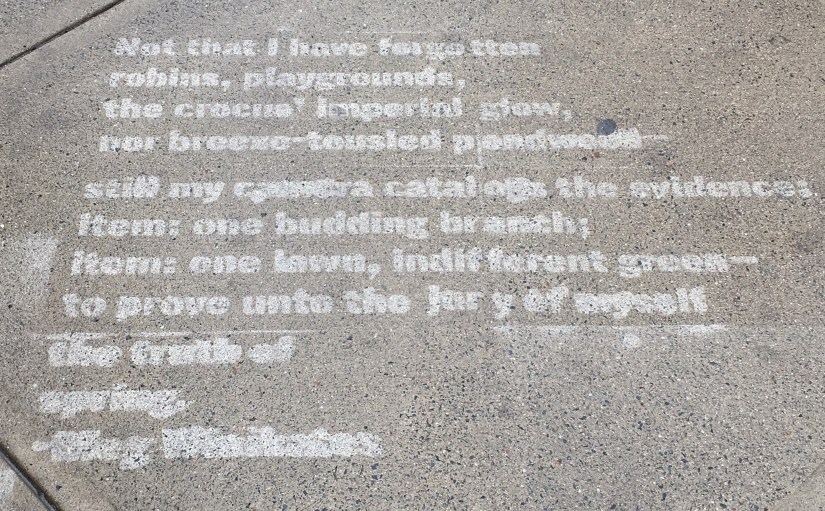 Not that I have forgotten
robins, playgrounds,
the crocus' imperial glow,
nor breeze-tousled pondweed—
still my camera catalogs the evidence:
Item: one budding branch;
Item: one lawn, indifferent green—
to prove unto the jury of myself
the truth of
spring.